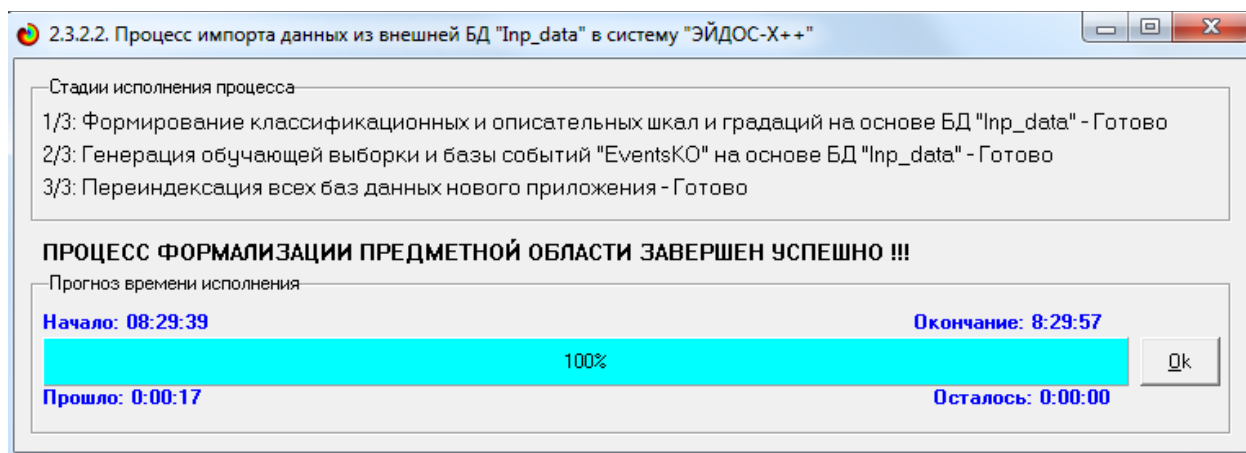 2.3.2.2. Процесс импорта данных из внешней БД "Inp_data" в систему "ЭЙДОС-X++"
Стадии исполнения процесса
1/3: Формирование классификационных и описательных шкал и градаций на основе БД "Inp_data" - Готово
2/3: Генерация обучающей выборки и базы событий "EventsKO" на основе БД "Inp_data" - Готово
3/3: Переиндексация всех баз данных нового приложения - Готово
ПРОЦЕСС ФОРМАЛИЗАЦИИ ПРЕДМЕТНОЙ ОБЛАСТИ ЗАВЕРШЕН УСПЕШНО !!!
Прогноз времени исполнения
Начало: 08:29:39 Окончание: 8:29:57
100% Ok
Прошло: 0:00:17 Осталось: 0:00:00